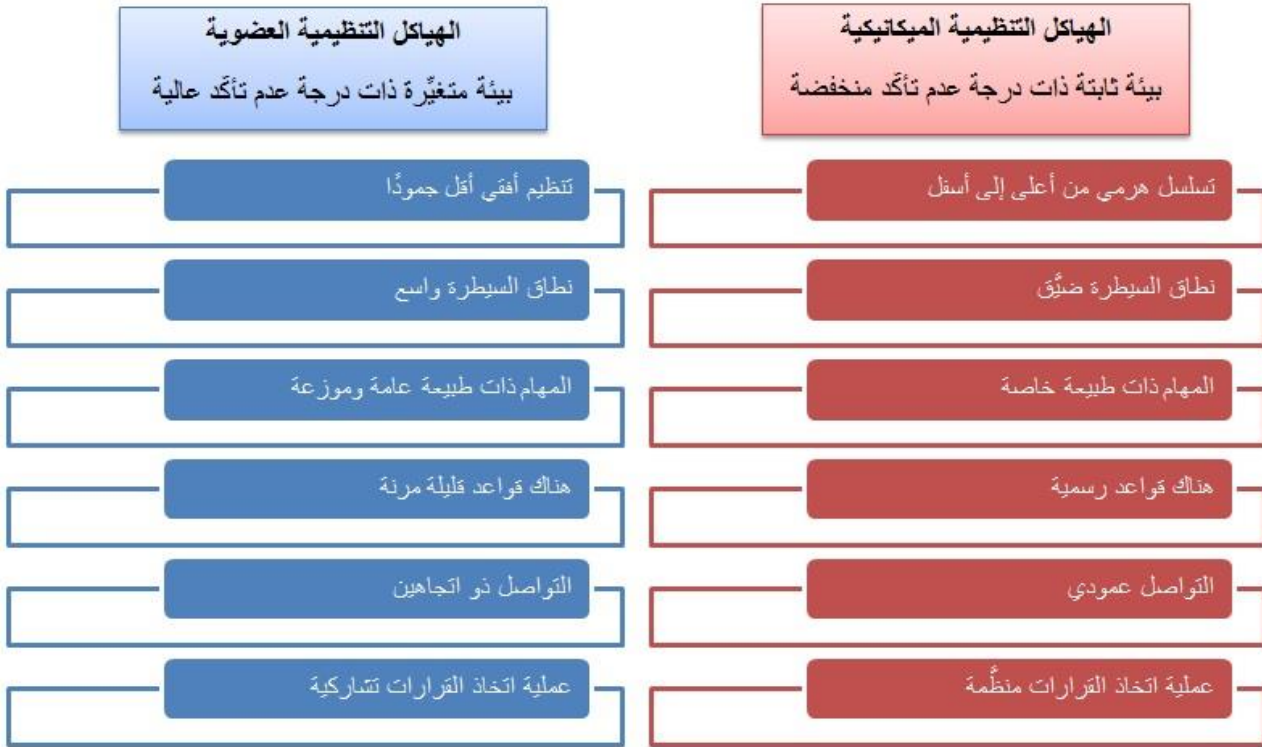 الهياكل التنظيمية الميكانيكية
بيئة ثابتة ذات درجة عدم تأكّد منخفضة
تسلسل هرمي من أعلى إلى أسفل
نطاق السيطرة ضيِّق
المهام ذات طبيعة خاصة
هناك قواعد رسمية
التواصل عمودي
عملية اتخاذ القرارات منظَّمة
الهياكل التنظيمية العضوية
بيئة متغيِّرة ذات درجة عدم تأكّد عالية
تنظيم أفقي أقل جمودًا
نطاق السيطرة واسع
المهام ذات طبيعة عامة وموزعة
هناك قواعد قليلة مرنة
التواصل ذو اتجاهين
عملية اتخاذ القرارات تشاركية